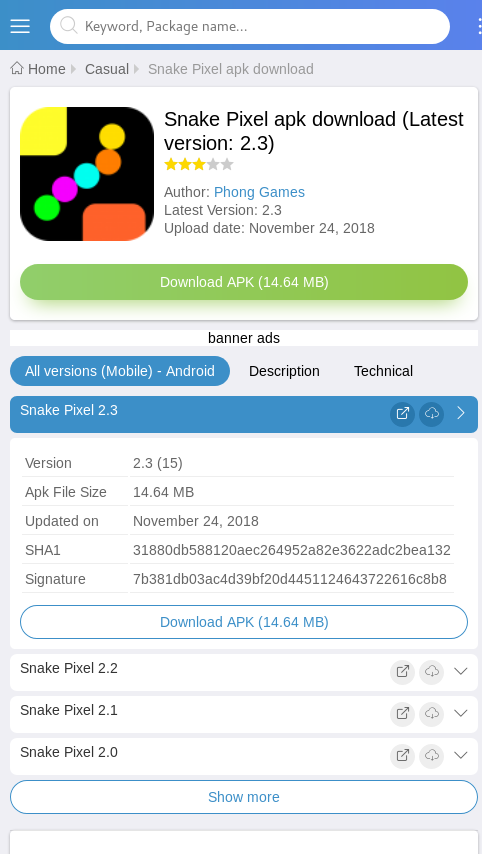 Keyword, Package name...
Home Casual Snake Pixel apk download
Snake Pixel apk download (Latest
version: 2.3)
Author: Phong Games
Latest Version: 2.3
Upload date: November 24, 2018
Download APK (14.64 MB)
banner ads
All versions (Mobile) - Android Description Technical
Snake Pixel 2.3
Version 2.3 (15)
Apk File Size 14.64 MB
Updated on November 24, 2018
SHA1 31880db588120aec264952a82e3622adc2bea132
Signature 7b381db03ac4d39bf20d4451124643722616c8b8
Download APK (14.64 MB)
Snake Pixel 2.2
Snake Pixel 2.1
Snake Pixel 2.0
Show more